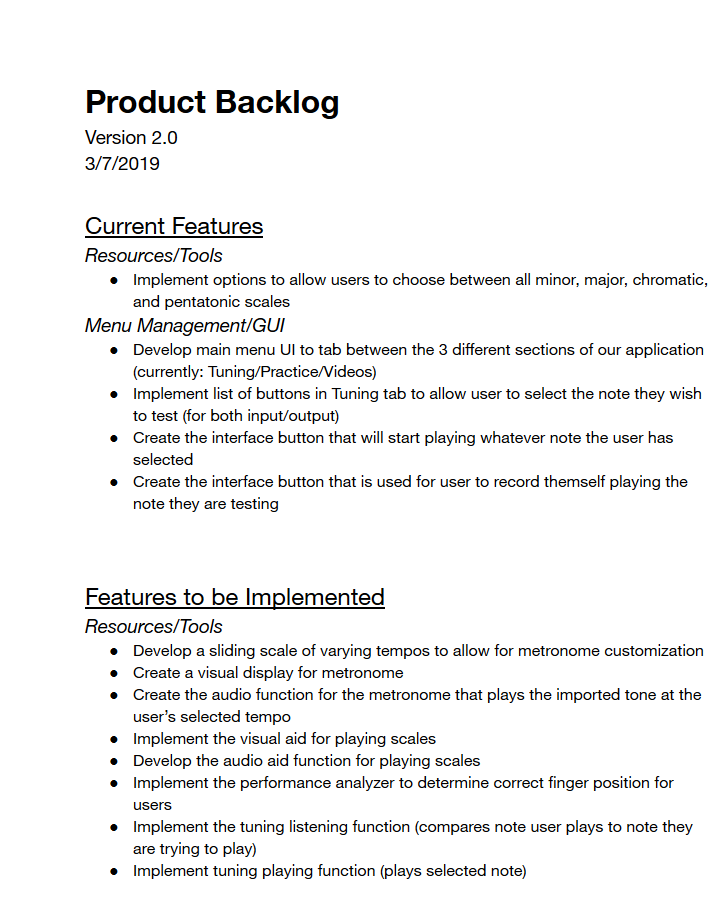 Product Backlog
Version 2.0
3/7/2019
Current Features
Resources/Tools
● Implement options to allow users to choose between all minor, major, chromatic,
and pentatonic scales
Menu Management/GUI
● Develop main menu UI to tab between the 3 different sections of our application
(currently: Tuning/Practice/Videos)
● Implement list of buttons in Tuning tab to allow user to select the note they wish
to test (for both input/output)
● Create the interface button that will start playing whatever note the user has
selected
● Create the interface button that is used for user to record themself playing the
note they are testing
Features to be Implemented
Resources/Tools
● Develop a sliding scale of varying tempos to allow for metronome customization
● Create a visual display for metronome
● Create the audio function for the metronome that plays the imported tone at the
user’s selected tempo
● Implement the visual aid for playing scales
● Develop the audio aid function for playing scales
● Implement the performance analyzer to determine correct finger position for
users
● Implement the tuning listening function (compares note user plays to note they
are trying to play)
● Implement tuning playing function (plays selected note)